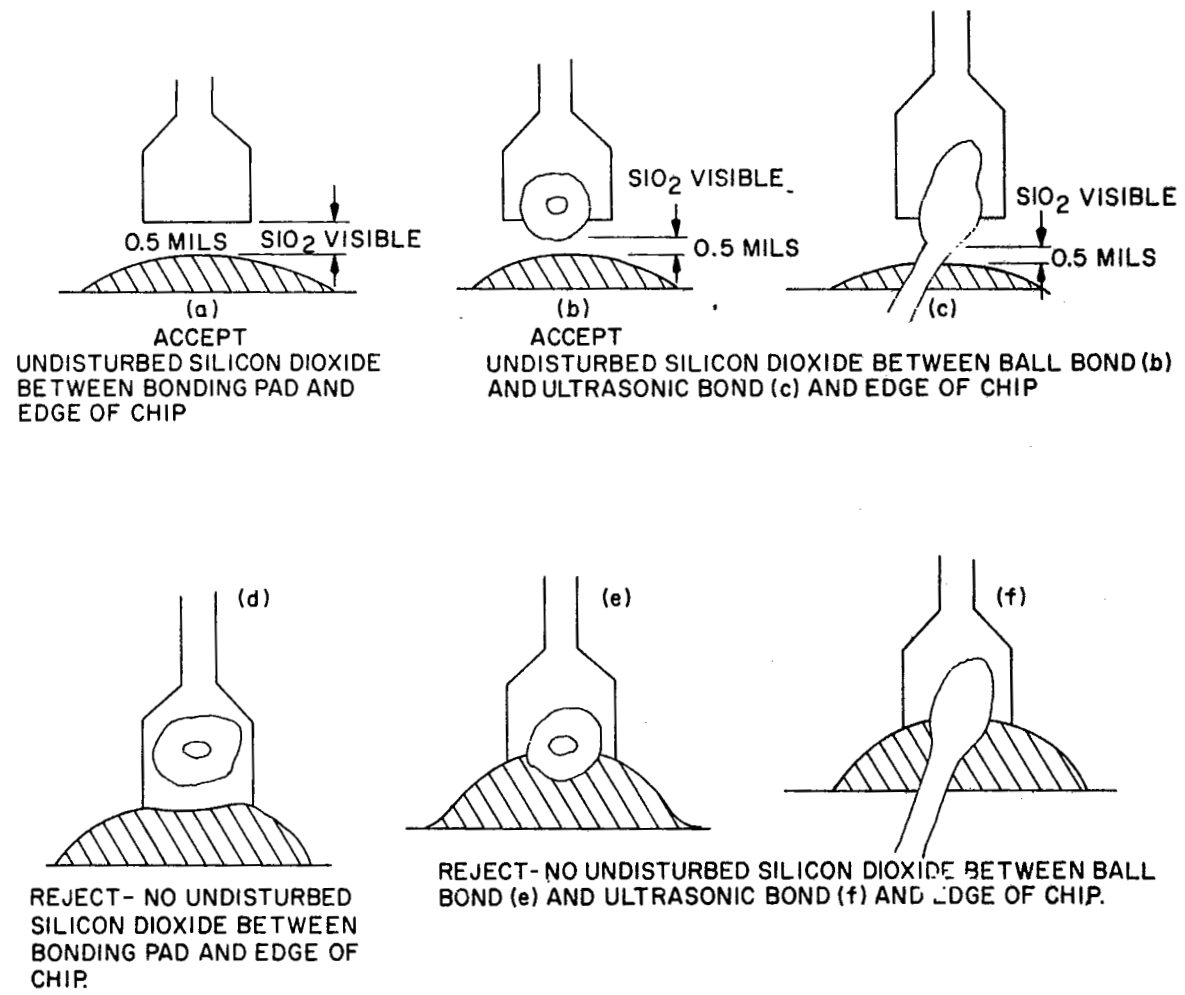 0.5 MILS
SIO2 VISIBLE
(a)
ACCEPT
UNDISTURBED SILICON DIOXIDE
BETWEEN BONDING PAD AND
EDGE OF CHIP
SIO2 VISIBLE
0.5 MILS
(b)
SIO2 VISIBLE
0.5 MILS
(c)
ACCEPT
UNDISTURBED SILICON DIOXIDE BETWEEN BALL BOND (b)
AND ULTRASONIC BOND (c) AND EDGE OF CHIP
(d)
REJECT- NO UNDISTURBED
SILICON DIOXIDE BETWEEN
BONDING PAD AND EDGE OF
CHIP.
(e)
(f)
REJECT- NO UNDISTURBED SILICON DIOXIDE BETWEEN BALL
BOND (e) AND ULTRASONIC BOND (f) AND EDGE OF CHIP.